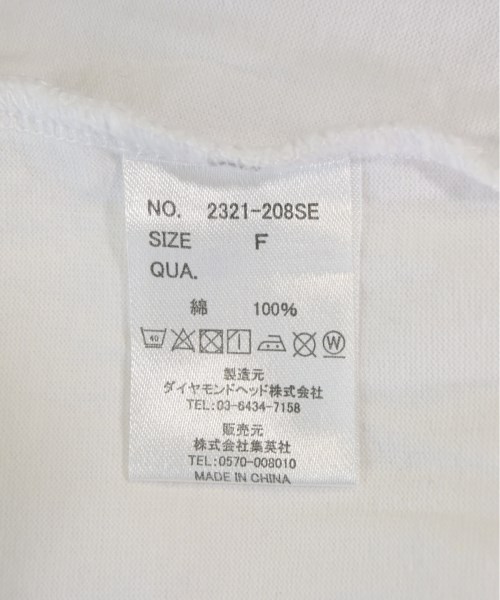 NO. 2321-208SE
SIZE F
QUA.
綿 100%
40 W
製造元
ダイヤモンドヘッド株式会社
TEL:03-6434-7158
販売元
株式会社集英社
TEL:0570-008010
MADE IN CHINA